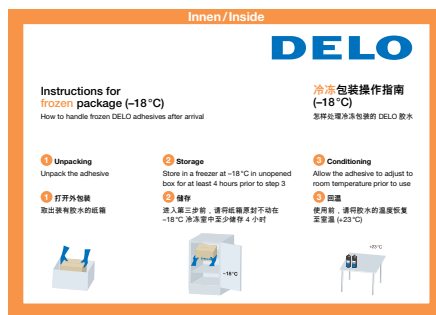 Innen/Inside
DELO
Instructions for
frozen package (–18°C)
How to handle frozen DELO adhesives after arrival
冷冻包装操作指南
(–18°C)
怎样处理冷冻包装的 DELO 胶水
1 Unpacking
Unpack the adhesive
2 Storage
Store in a freezer at –18°C in unopened
box for at least 4 hours prior to step 3
3 Conditioning
Allow the adhesive to adjust to
room temperature prior to use
1 打开外包装
取出装有胶水的纸箱
2 储存
进入第三步前，请将纸箱原封不动在
–18°C 冷冻室中至少储存 4 小时
3 回温
使用前，请将胶水的温度恢复
至室温 (+23°C)
–18°C
+23°C